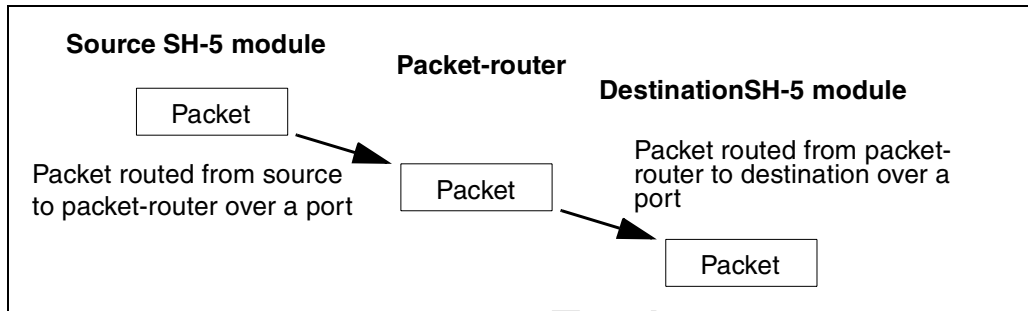 Source SH-5 module
Packet-router
DestinationSH-5 module
Packet
Packet routed from source
to packet-router over a port
Packet
Packet routed from packet-
router to destination over a
port
Packet